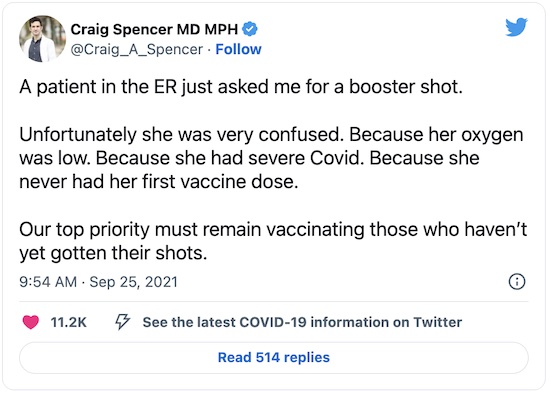 Craig Spencer MD MPH
@Craig_A_Spencer · Follow
A patient in the ER just asked me for a booster shot.
Unfortunately she was very confused. Because her oxygen
was low. Because she had severe Covid. Because she
never had her first vaccine dose.
Our top priority must remain vaccinating those who haven’t
yet gotten their shots.
9:54 AM · Sep 25, 2021
11.2K See the latest COVID-19 information on Twitter
Read 514 replies